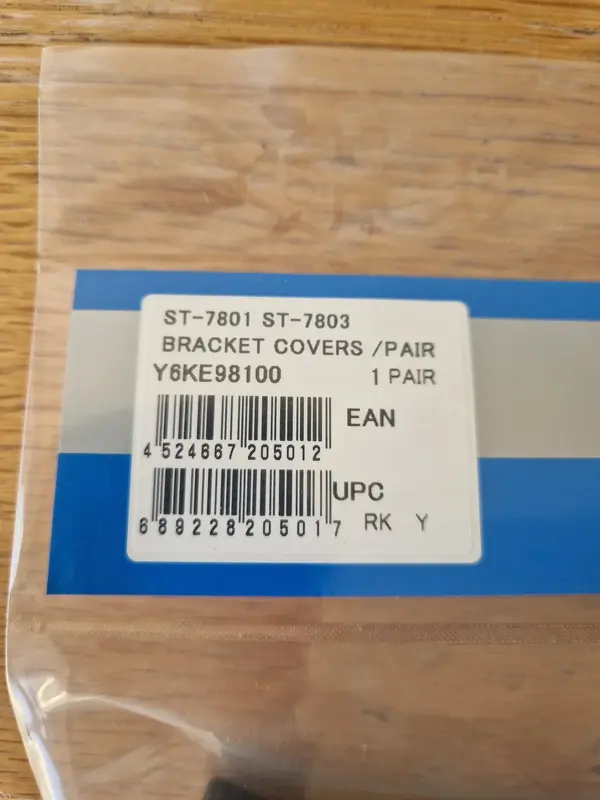 ST-7801 ST-7803
BRACKET COVERS /PAIR
Y6KE98100 1 PAIR
EAN
4 524667 205012
UPC
6 89228 20501 7 RK Y